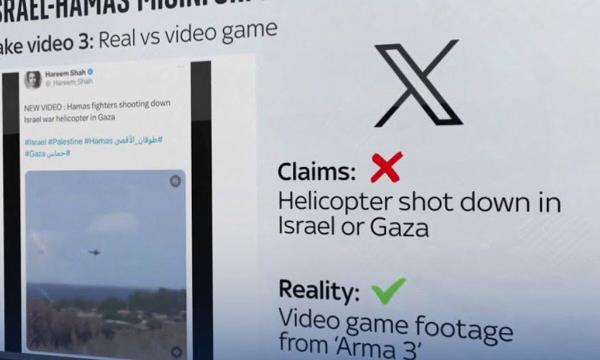 SRAEL-HAMAS MISINFORM
ake video 3: Real vs video game
Hareem Shah
@_Hareem_Shah
NEW VIDEO : Hamas fighters shooting down
Israel war helicopter in Gaza
#Israel #Palestine #Hamas #طوفان_الأقصى
#Gaza #حماس
X
Claims:
Helicopter shot down in
Israel or Gaza
Reality:
Video game footage
from 'Arma 3'